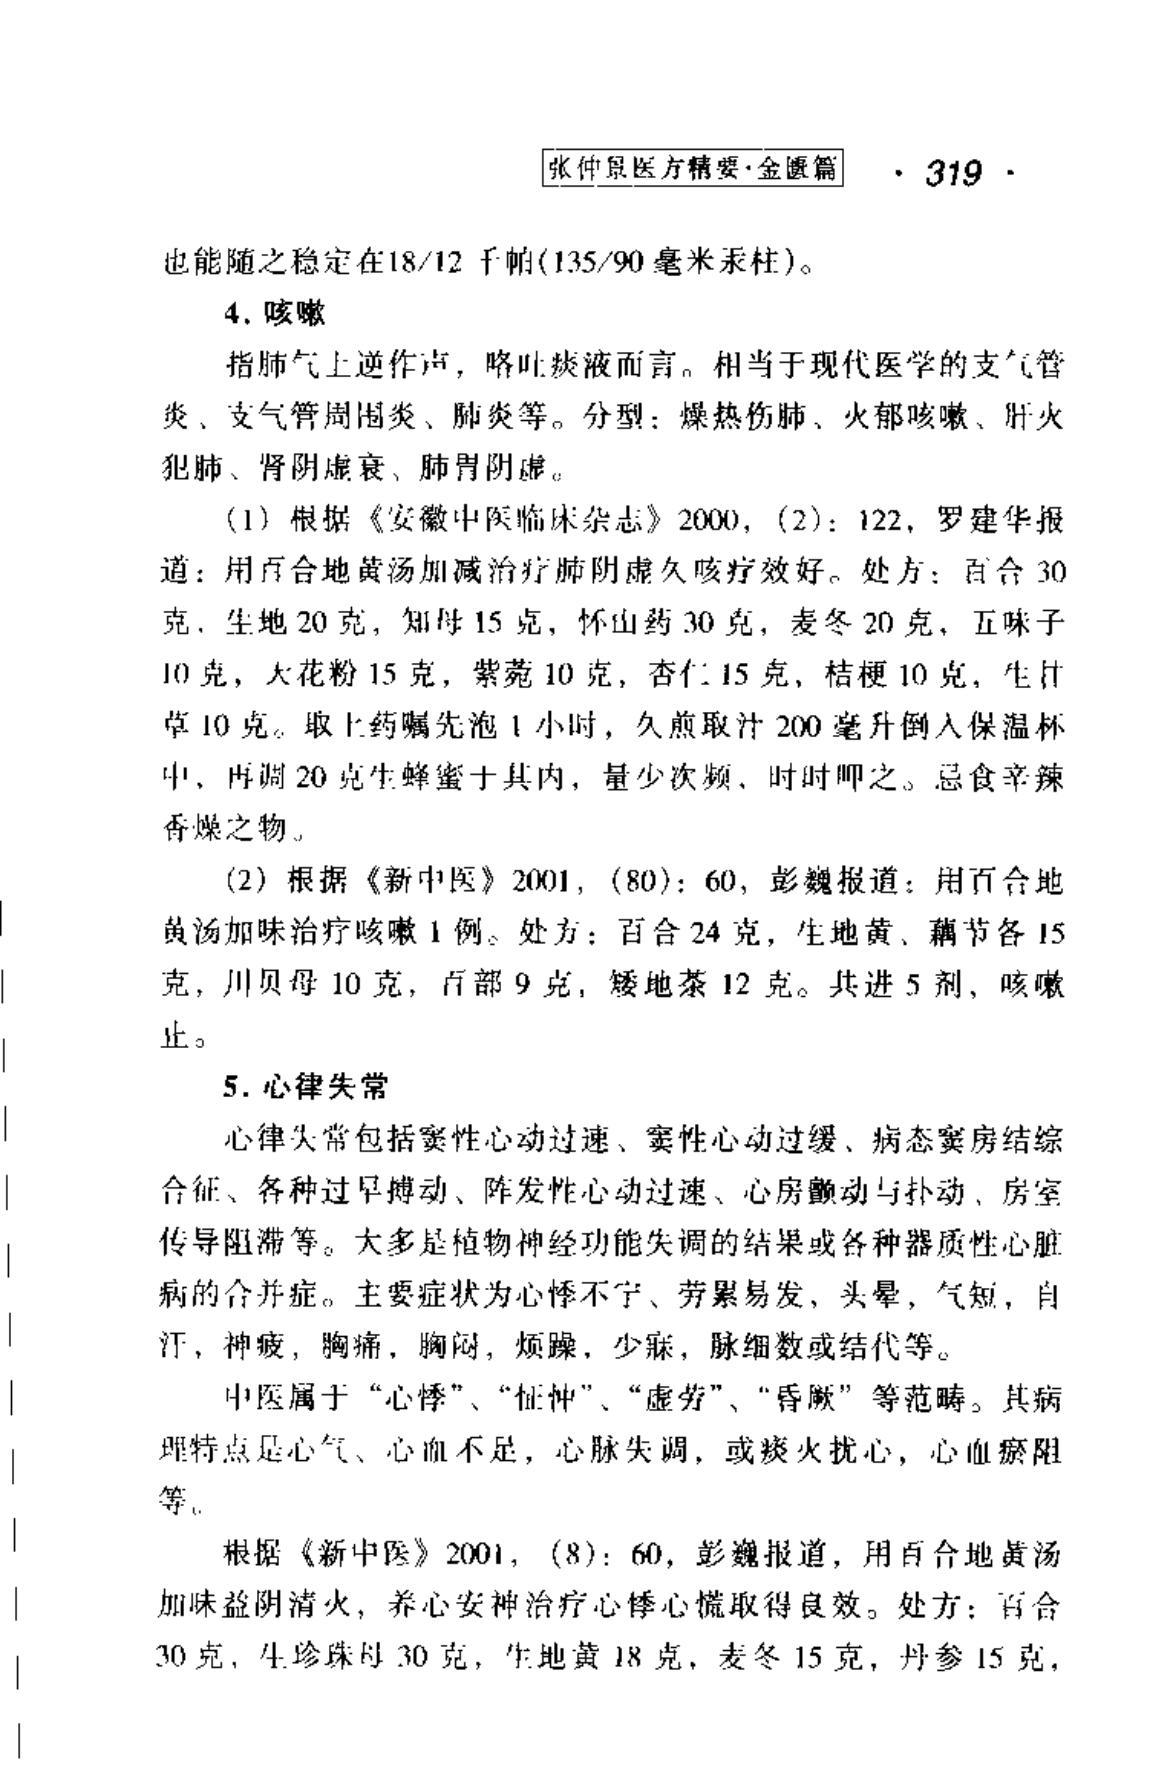 张仲景医方精要·金匮篇 · 319 ·
也能随之稳定在18/12 千帕(135/90 毫米汞柱)。
4. 咳嗽
指肺气上逆作声，咯吐痰液而言。相当于现代医学的支气管
炎、支气管周围炎、肺炎等。分型：燥热伤肺、火郁咳嗽、肝火
犯肺、肾阴虚衰、肺胃阴虚。
(1) 根据《安徽中医临床杂志》2000，(2)：122，罗建华报
道：用百合地黄汤加减治疗肺阴虚久咳疗效好。处方：百合 30
克，生地 20 克，知母 15 克，怀山药 30 克，麦冬 20 克，五味子
10 克，天花粉 15 克，紫菀 10 克，杏仁 15 克，桔梗 10 克，生甘
草 10 克。取上药嘱先泡 1 小时，久煎取汁 200 毫升倒入保温杯
中，再调 20 克生蜂蜜于其内，量少次频，时时呷之。忌食辛辣
香燥之物。
(2) 根据《新中医》2001，(80)：60，彭巍报道：用百合地
黄汤加味治疗咳嗽 1 例。处方：百合 24 克，生地黄、藕节各 15
克，川贝母 10 克，百部 9 克，矮地茶 12 克。共进 5 剂，咳嗽
止。
5. 心律失常
心律失常包括窦性心动过速、窦性心动过缓、病态窦房结综
合征、各种过早搏动、阵发性心动过速、心房颤动与扑动、房室
传导阻滞等。大多是植物神经功能失调的结果或各种器质性心脏
病的合并症。主要症状为心悸不宁、劳累易发，头晕，气短，自
汗，神疲，胸痛，胸闷，烦躁，少寐，脉细数或结代等。
中医属于“心悸”、“怔忡”、“虚劳”、“昏厥”等范畴。其病
理特点是心气、心血不足，心脉失调，或痰火扰心，心血瘀阻
等。
根据《新中医》2001，(8)：60，彭巍报道，用百合地黄汤
加味益阴清火，养心安神治疗心悸心慌取得良效。处方：百合
30 克，生珍珠母 30 克，生地黄 18 克，麦冬 15 克，丹参 15 克，